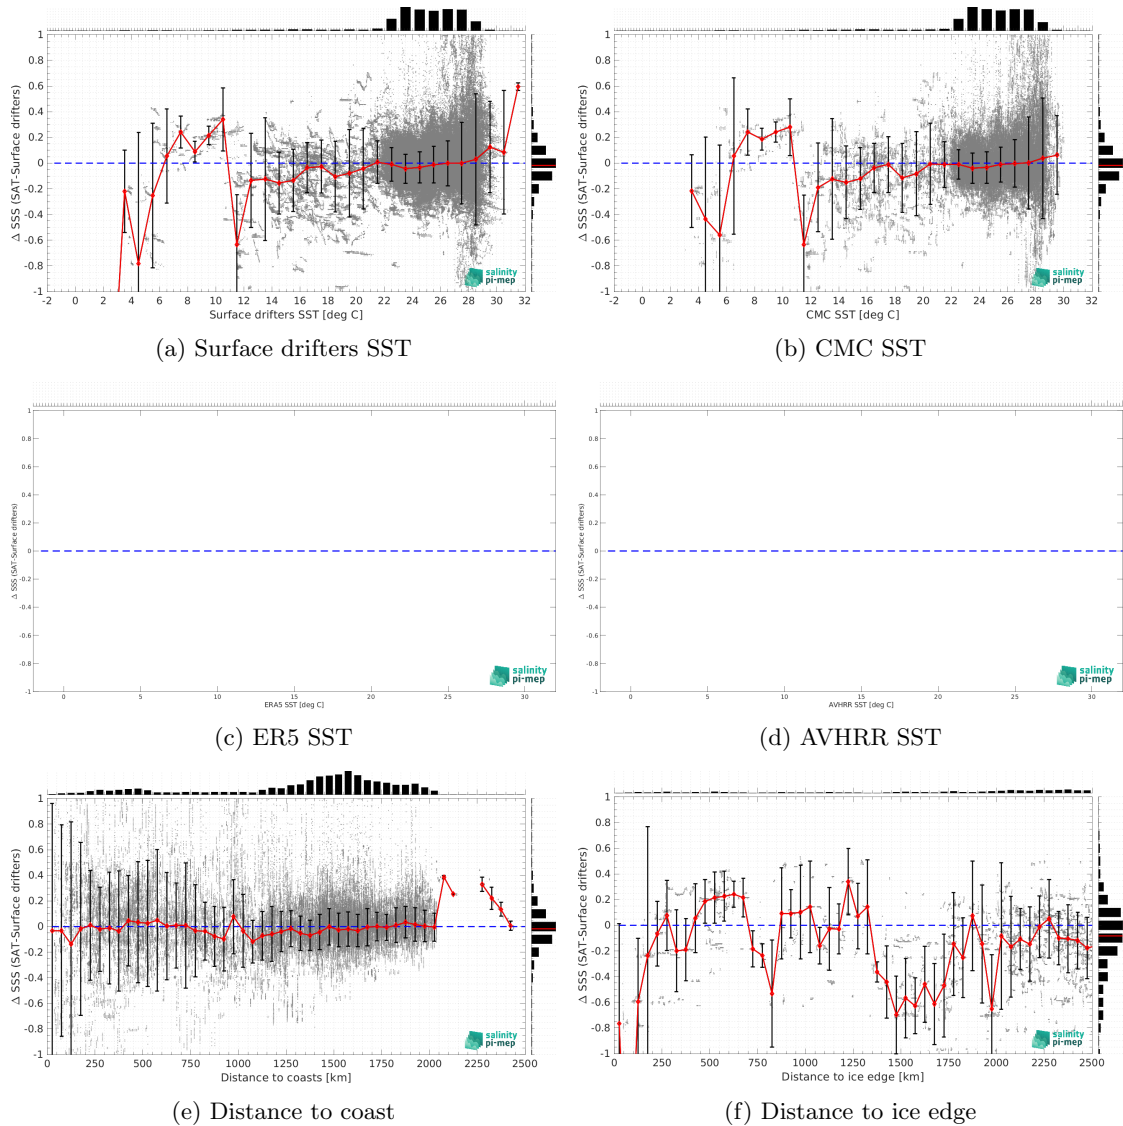 Δ SSS (SAT-Surface drifters)
1
0.8
0.6
0.4
0.2
0
-0.2
-0.4
-0.6
-0.8
-1
-2 0 2 4 6 8 10 12 14 16 18 20 22 24 26 28 30 32
Surface drifters SST [deg C]
salinity
pi-mep
(a) Surface drifters SST
Δ SSS (SAT-Surface drifters)
1
0.8
0.6
0.4
0.2
0
-0.2
-0.4
-0.6
-0.8
-1
-2 0 2 4 6 8 10 12 14 16 18 20 22 24 26 28 30 32
CMC SST [deg C]
salinity
pi-mep
(b) CMC SST
Δ SSS (SAT-Surface drifters)
1
0.8
0.6
0.4
0.2
0
-0.2
-0.4
-0.6
-0.8
-1
0 5 10 15 20 25 30
ERA5 SST [deg C]
salinity
pi-mep
(c) ER5 SST
Δ SSS (SAT-Surface drifters)
1
0.8
0.6
0.4
0.2
0
-0.2
-0.4
-0.6
-0.8
-1
0 5 10 15 20 25 30
AVHRR SST [deg C]
salinity
pi-mep
(d) AVHRR SST
Δ SSS (SAT-Surface drifters)
1
0.8
0.6
0.4
0.2
0
-0.2
-0.4
-0.6
-0.8
-1
0 250 500 750 1000 1250 1500 1750 2000 2250 2500
Distance to coasts [km]
salinity
pi-mep
(e) Distance to coast
Δ SSS (SAT-Surface drifters)
1
0.8
0.6
0.4
0.2
0
-0.2
-0.4
-0.6
-0.8
-1
0 250 500 750 1000 1250 1500 1750 2000 2250 2500
Distance to ice edge [km]
salinity
pi-mep
(f) Distance to ice edge